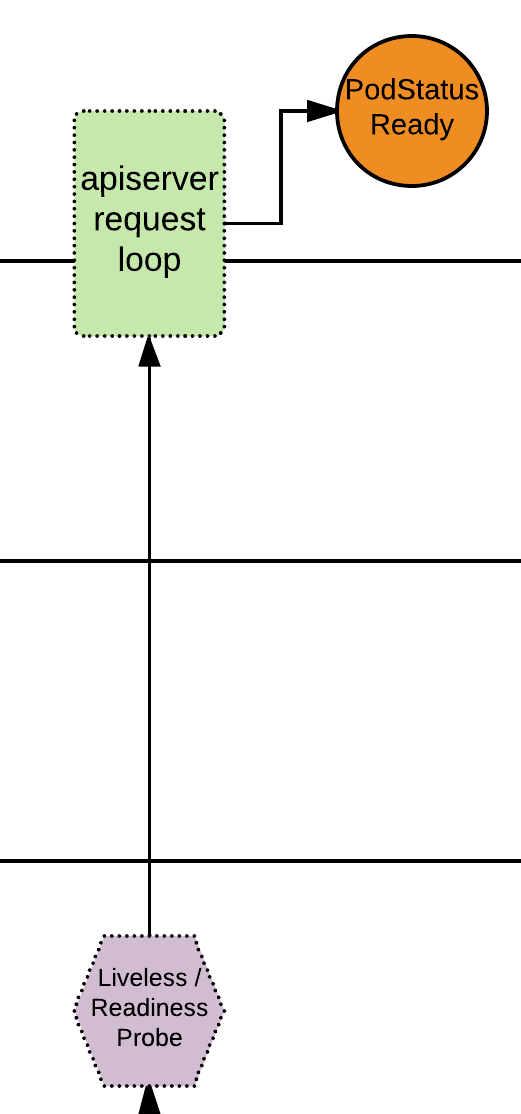 PodStatus
Ready
apiserver
request
loop
Liveless /
Readiness
Probe